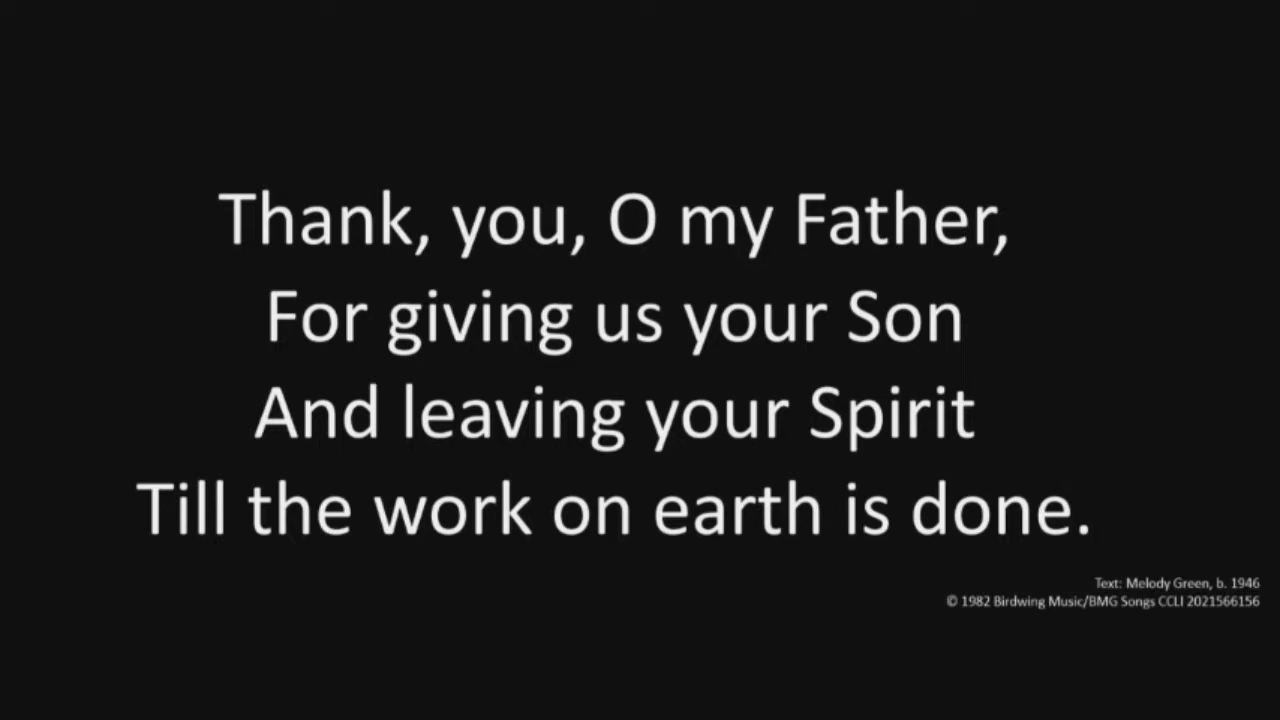 Thank, you, O my Father,
For giving us your Son
And leaving your Spirit
Till the work on earth is done.
Text: Melody Green, b. 1946
© 1982 Birdwing Music/BMG Songs CCLI 2021566156